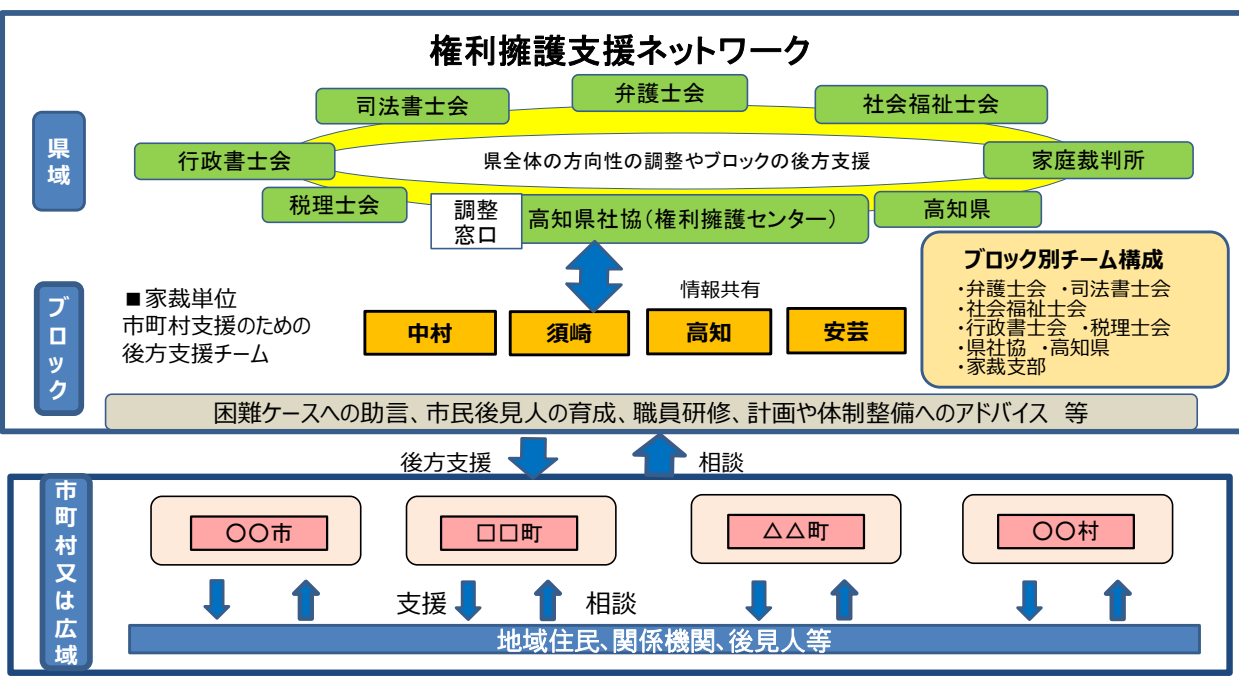 権利擁護支援ネットワーク
県域
弁護士会
司法書士会
社会福祉士会
行政書士会
県全体の方向性の調整やブロックの後方支援
家庭裁判所
税理士会
調整
窓口
高知県社協(権利擁護センター)
高知県
ブロック
■家裁単位
市町村支援のための
後方支援チーム
情報共有
中村
須崎
高知
安芸
ブロック別チーム構成
・弁護士会 ・司法書士会
・社会福祉士会
・行政書士会 ・税理士会
・県社協 ・高知県
・家裁支部
困難ケースへの助言、市民後見人の育成、職員研修、計画や体制整備へのアドバイス 等
後方支援
相談
市町村又は広域
〇〇市
□□町
△△町
〇〇村
支援
相談
地域住民、関係機関、後見人等